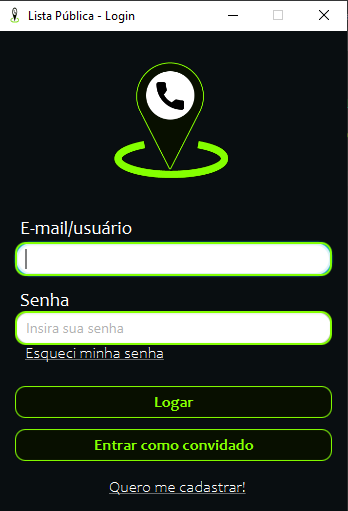 Lista Pública - Login
E-mail/usuário
Senha
Insira sua senha
Esqueci minha senha
Logar
Entrar como convidado
Quero me cadastrar!